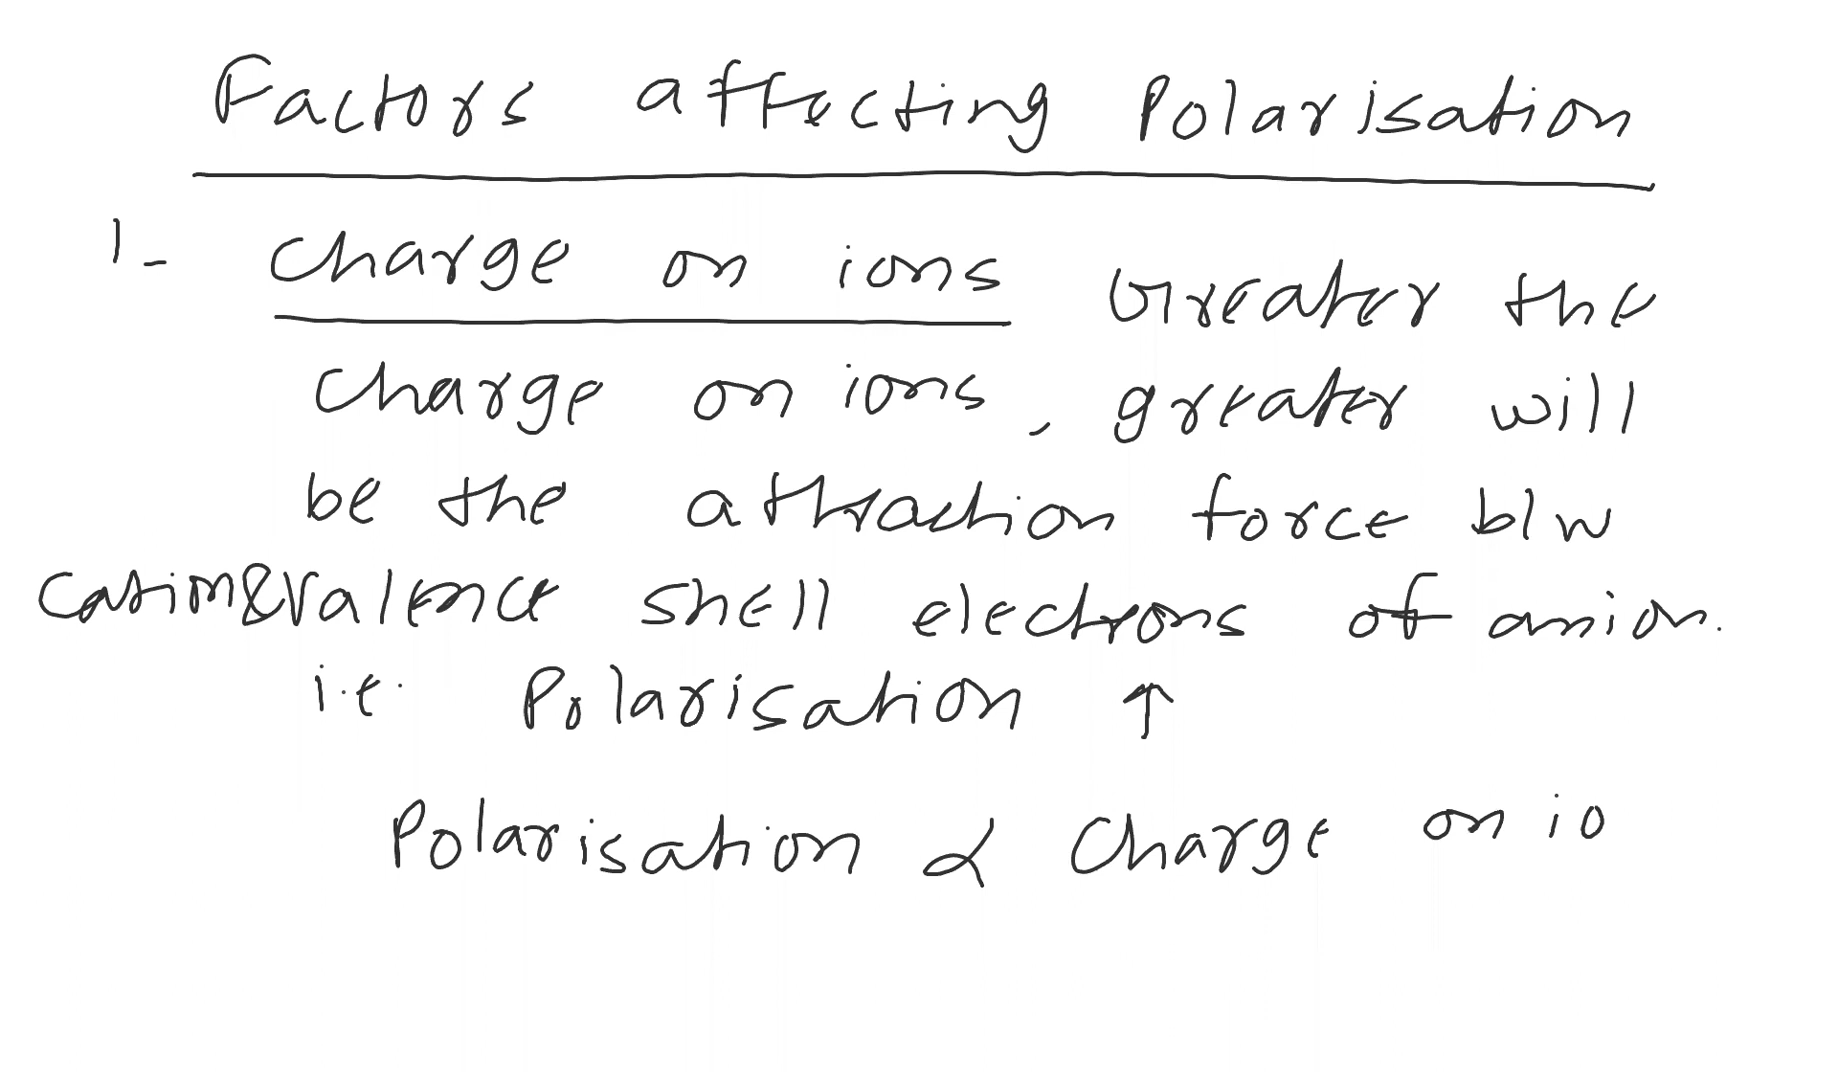 Factors affecting Polarisation
1- Charge on ions Greater the
charge on ions, greater will
be the attraction force b/w
cation&valence shell electrons of anion.
i.e. Polarisation ↑
Polarisation α Charge on io